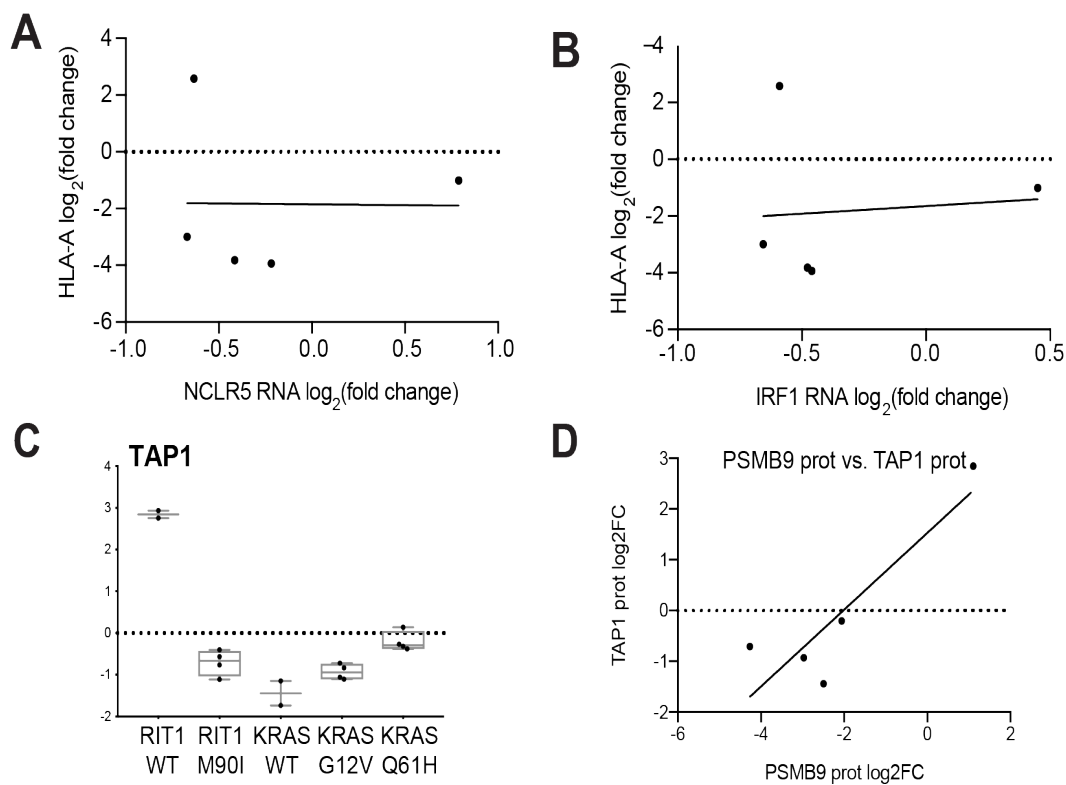 A
4
2
0
-2
-4
-6
HLA-A log2(fold change)
-1.0 -0.5 0.0 0.5 1.0
NCLR5 RNA log2(fold change)
B
-4
2
0
-2
-4
-6
HLA-A log2(fold change)
-1.0 -0.5 0.0 0.5
IRF1 RNA log2(fold change)
C
TAP1
4
3
2
1
0
-1
-2
RIT1 RIT1 KRAS KRAS KRAS
WT M90I WT G12V Q61H
D
PSMB9 prot vs. TAP1 prot
3
2
1
0
-1
-2
TAP1 prot log2FC
-6 -4 -2 0 2
PSMB9 prot log2FC